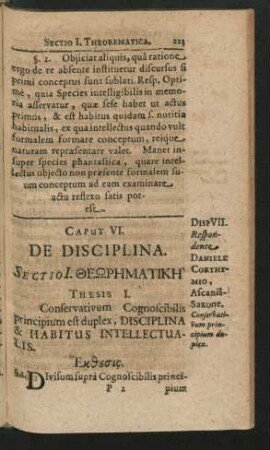 SECTIO I. THEOREMATICA. 223
§. 2. Objiciat aliquis, quâ ratione
ergo de re absente instituetur discursus si
primi conceptus sunt sublati. Resp. Opti-
mè, quia Species intelligibilis in memo-
ria asservatur, quæ sese habet ut actus
primus, & est habitus quidam s. notitia
habitualis, ex qua intellectus quando vult
formalem formare conceptum, reique
naturam repræsentare valet. Manet in-
super species phantastica, quare intel-
lectus objecto non præsente formalem su-
um conceptum ad eam examinare
actu reflexo satis pot-
est.
CAPUT VI.
DE DISCIPLINA.
SECTIO I. ΘΕΩΡΗΜΑΤΙΚΗ
THESIS I.
Conservativum Cognoscibilis
principium est duplex, DISCIPLINA
& HABITUS INTELLECTUA-
LIS.
Ἔκθεσις.
Divisum suprà Cognoscibilis princi-
P 2 pium
DISP VII.
Respon-
dente
DANIELE
CORTHY-
MIO,
Ascaniâ-
Saxone.
Conservati-
vum prin-
cipium du-
plex.